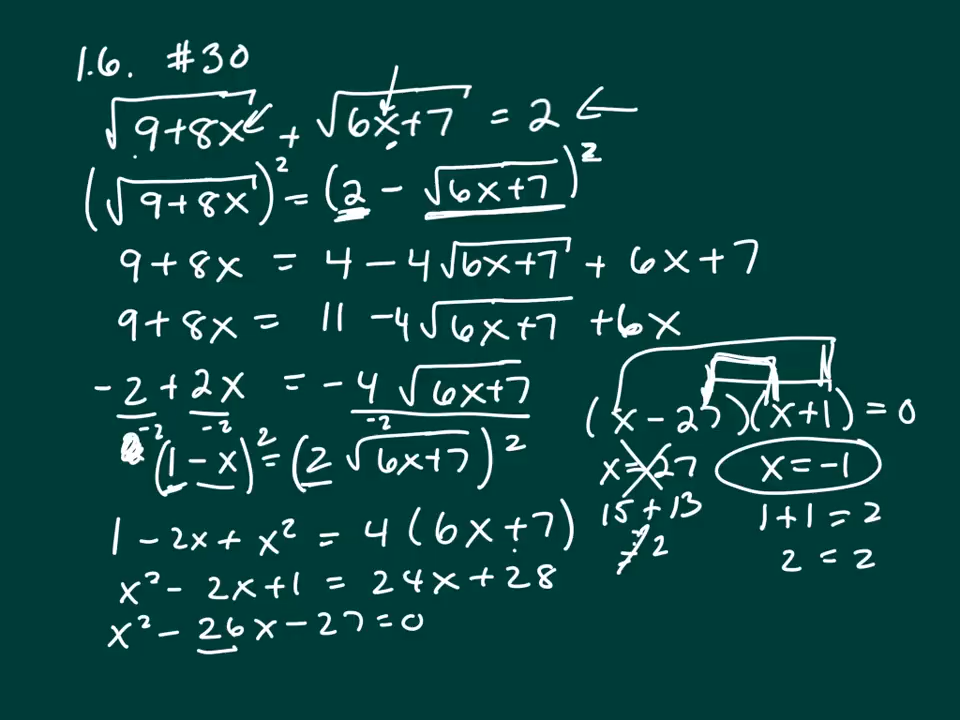 1.6. #30
√(9+8x) + √(6x+7) = 2
(√(9+8x))² = (2 - √(6x+7))²
9+8x = 4 - 4√(6x+7) + 6x+7
9+8x = 11 - 4√(6x+7) + 6x
-2 + 2x = -4 √(6x+7)
-2 -2 -2
(1 - x)² = (2 √(6x+7))²
1 - 2x + x² = 4(6x+7)
x² - 2x + 1 = 24x + 28
x² - 26x - 27 = 0
(x - 27)(x+1) = 0
x = 27 x = -1
15 + 13 1+1 = 2
≠ 2 2 = 2